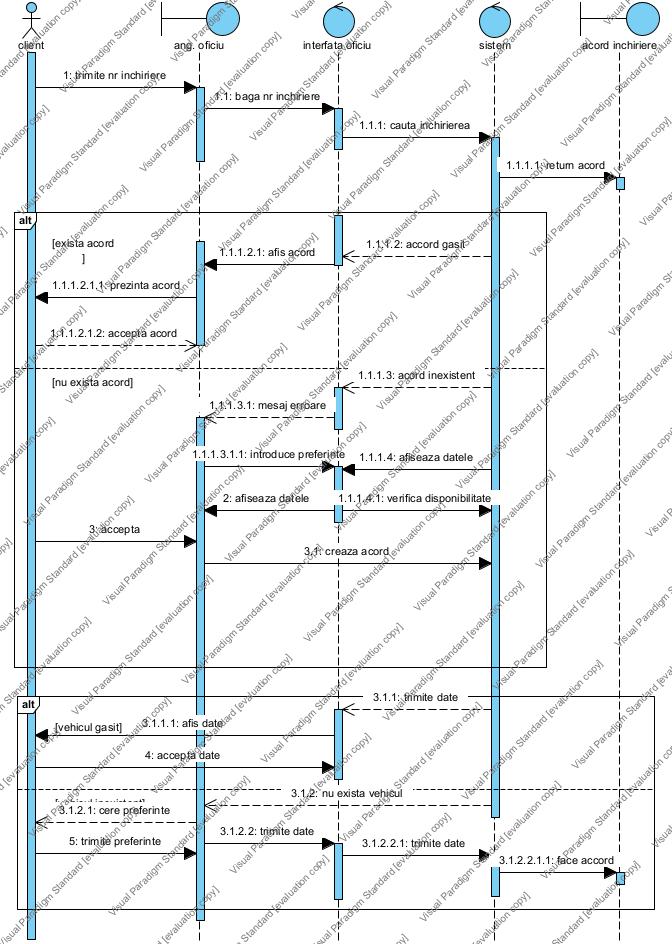 client
ang. oficiu
interfata oficiu
sistem
acord inchiriere
1: trimite nr inchiriere
1.1: baga nr inchiriere
1.1.1: cauta inchirierea
1.1.1.1: return acord
alt
[exista acord
]
1.1.1.2: accord gasit
1.1.1.2.1: afis acord
1.1.1.2.1.1: prezinta acord
1.1.1.2.1.2: accepta acord
[nu exista acord]
1.1.1.3: acord inexistent
1.1.1.3.1: mesaj erroare
1.1.1.3.1.1: introduce preferinte
1.1.1.4: afiseaza datele
2: afiseaza datele
1.1.1.4.1: verifica disponibilitate
3: accepta
3.1: creaza acord
alt
3.1.1: trimite date
[vehicul gasit]
3.1.1.1: afis date
4: accepta date
3.1.2: nu exista vehicul
3.1.2.1: cere preferinte
3.1.2.2: trimite date
5: trimite preferinte
3.1.2.2.1: trimite date
3.1.2.2.1.1: face accord
Visual Paradigm Standard [evaluation copy]